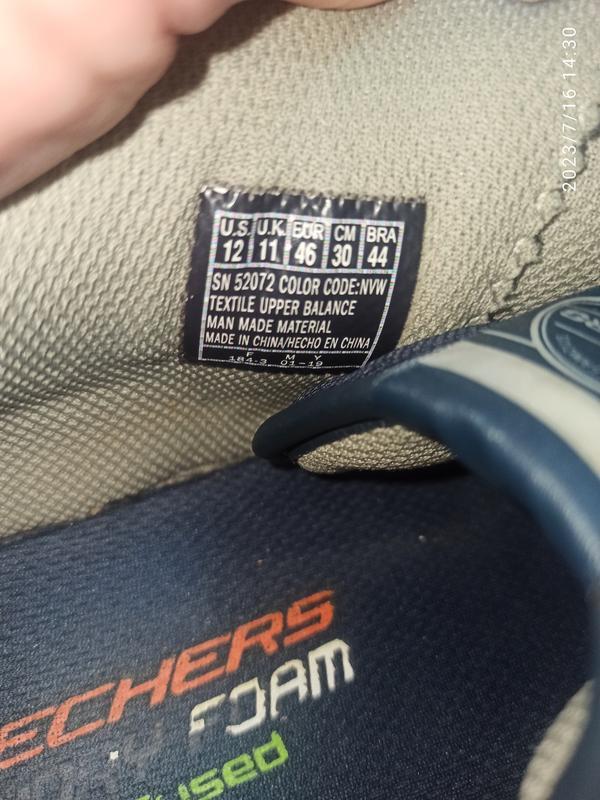 2023/7/16 14:30
U.S. U.K. EUR CM BRA
12 11 46 30 44
SN 52072 COLOR CODE:NVW
TEXTILE UPPER BALANCE
MAN MADE MATERIAL
MADE IN CHINA/HECHO EN CHINA
F M Y
184-3 01-19
ECHERS
FOAM
used